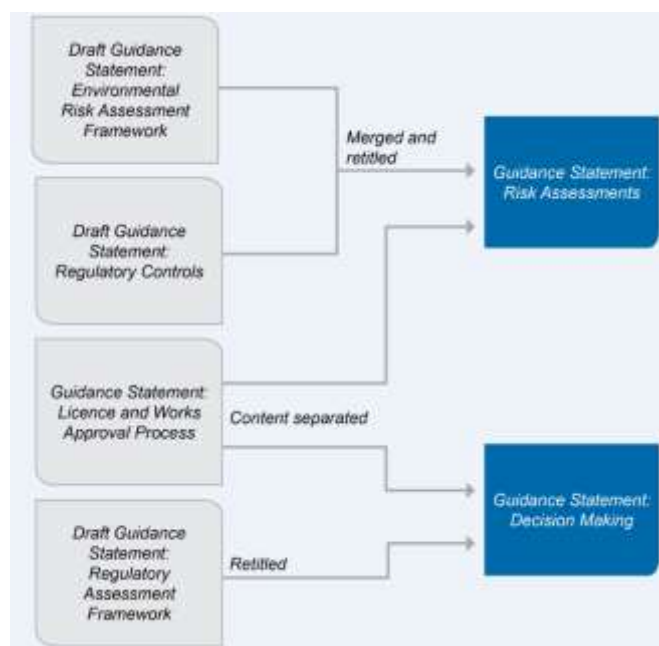 Draft Guidance
Statement:
Environmental
Risk Assessment
Framework
Merged and
retitled
Guidance Statement:
Risk Assessments
Draft Guidance
Statement:
Regulatory Controls
Guidance Statement:
Licence and Works
Approval Process
Content separated
Guidance Statement:
Decision Making
Draft Guidance
Statement:
Regulatory
Assessment
Framework
Retitled